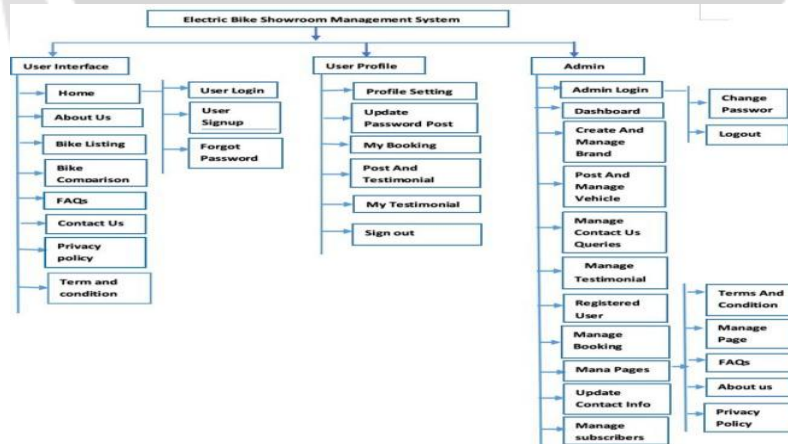 Electric Bike Showroom Management System
User Interface
Home
About Us
Bike Listing
Bike
Comparison
FAQs
Contact Us
Privacy
policy
Term and
condition
User Login
User
Signup
Forgot
Password
User Profile
Profile Setting
Update
Password Post
My Booking
Post And
Testimonial
My Testimonial
Sign out
Admin
Admin Login
Dashboard
Create And
Manage
Brand
Post And
Manage
Vehicle
Manage
Contact Us
Queries
Manage
Testimonial
Registered
User
Manage
Booking
Mana Pages
Update
Contact Info
Manage
subscribers
Change
Passwor
Logout
Terms And
Condition
Manage
Page
FAQs
About us
Privacy
Policy